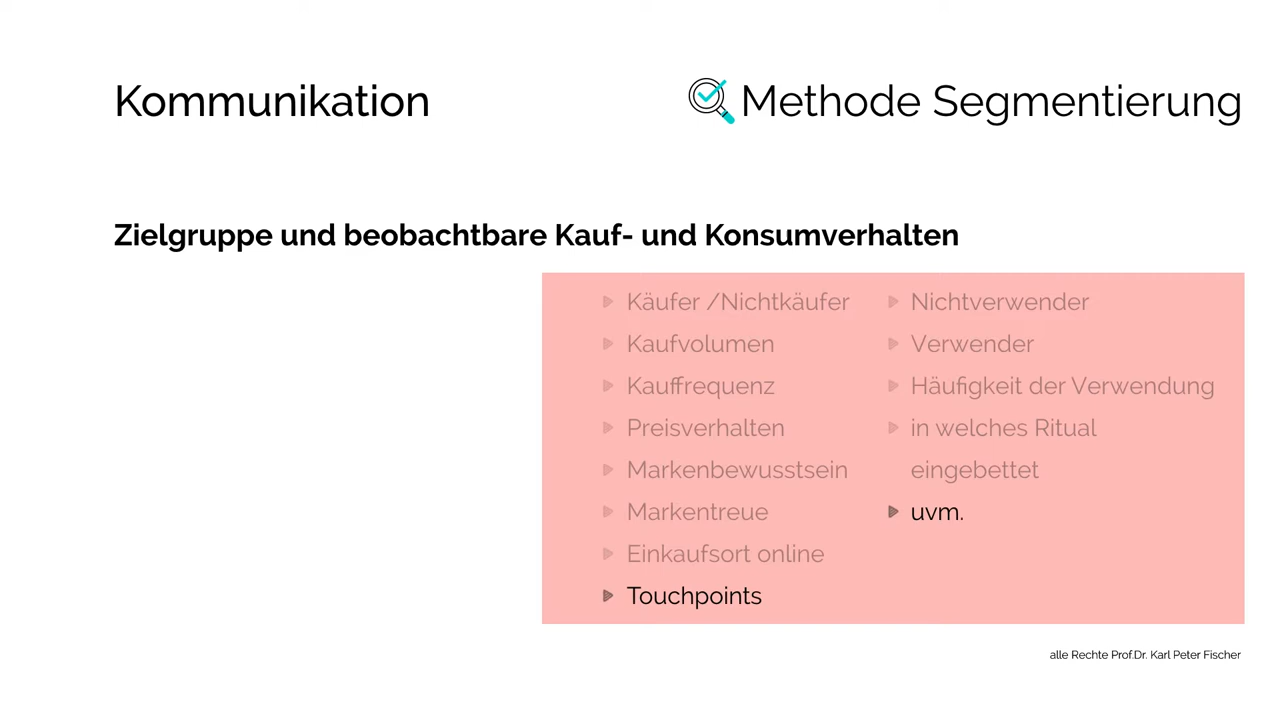 Kommunikation
Methode Segmentierung
Zielgruppe und beobachtbare Kauf- und Konsumverhalten
Käufer /Nichtkäufer
Kaufvolumen
Kauffrequenz
Preisverhalten
Markenbewusstsein
Markentreue
Einkaufsort online
Touchpoints
Nichtverwender
Verwender
Häufigkeit der Verwendung
in welches Ritual
eingebettet
uvm.
alle Rechte Prof.Dr. Karl Peter Fischer